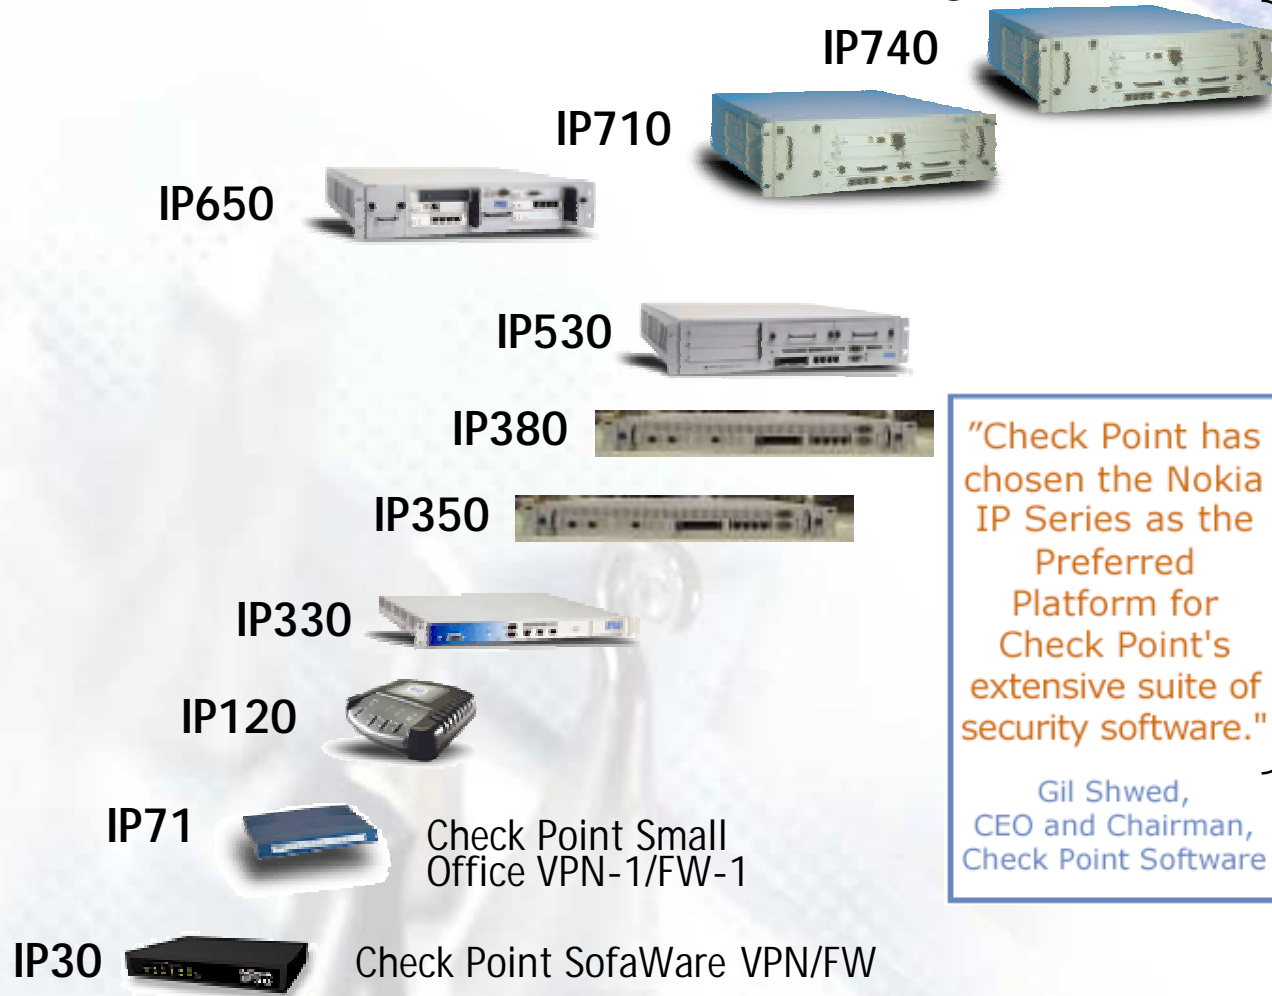 IP740
IP710
IP650
IP530
IP380
IP350
IP330
IP120
IP71
Check Point Small
Office VPN-1/FW-1
IP30
Check Point SofaWare VPN/FW
"Check Point has
chosen the Nokia
IP Series as the
Preferred
Platform for
Check Point's
extensive suite of
security software."
Gil Shwed,
CEO and Chairman,
Check Point Software